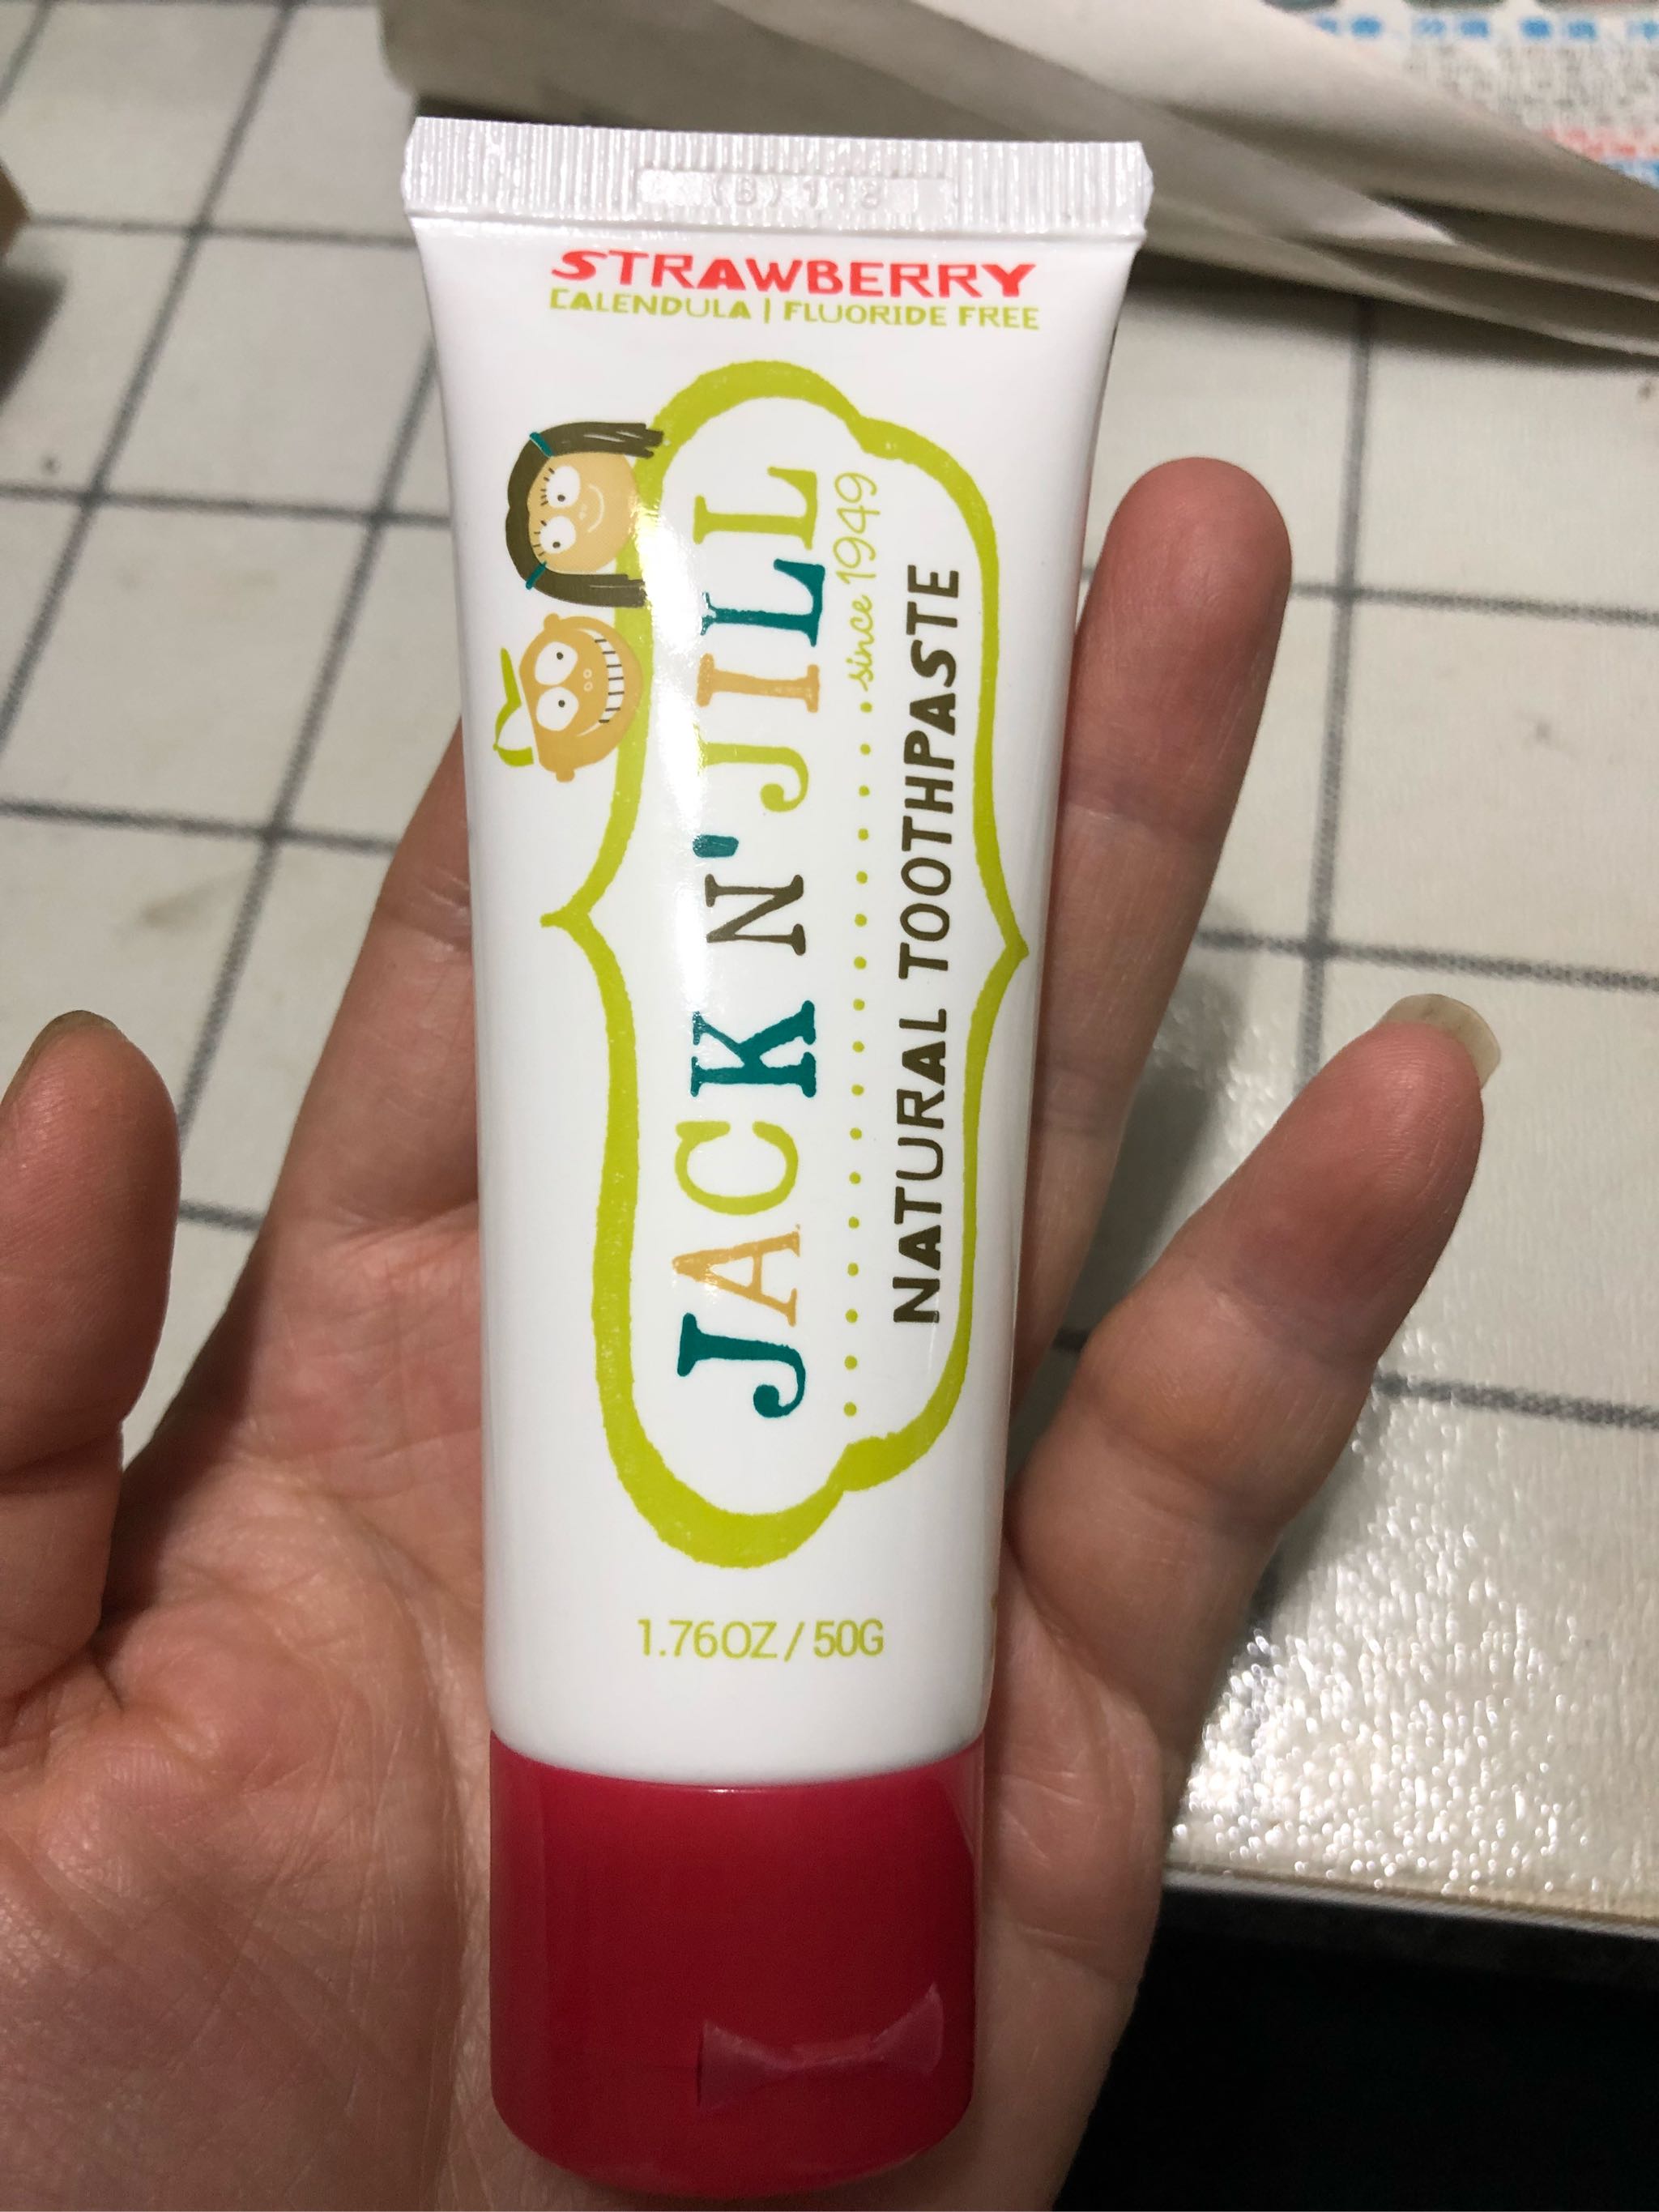 STRAWBERRY
CALENDULA | FLUORIDE FREE
JACK N' JILL
since 1949
NATURAL TOOTHPASTE
1.76OZ / 50G